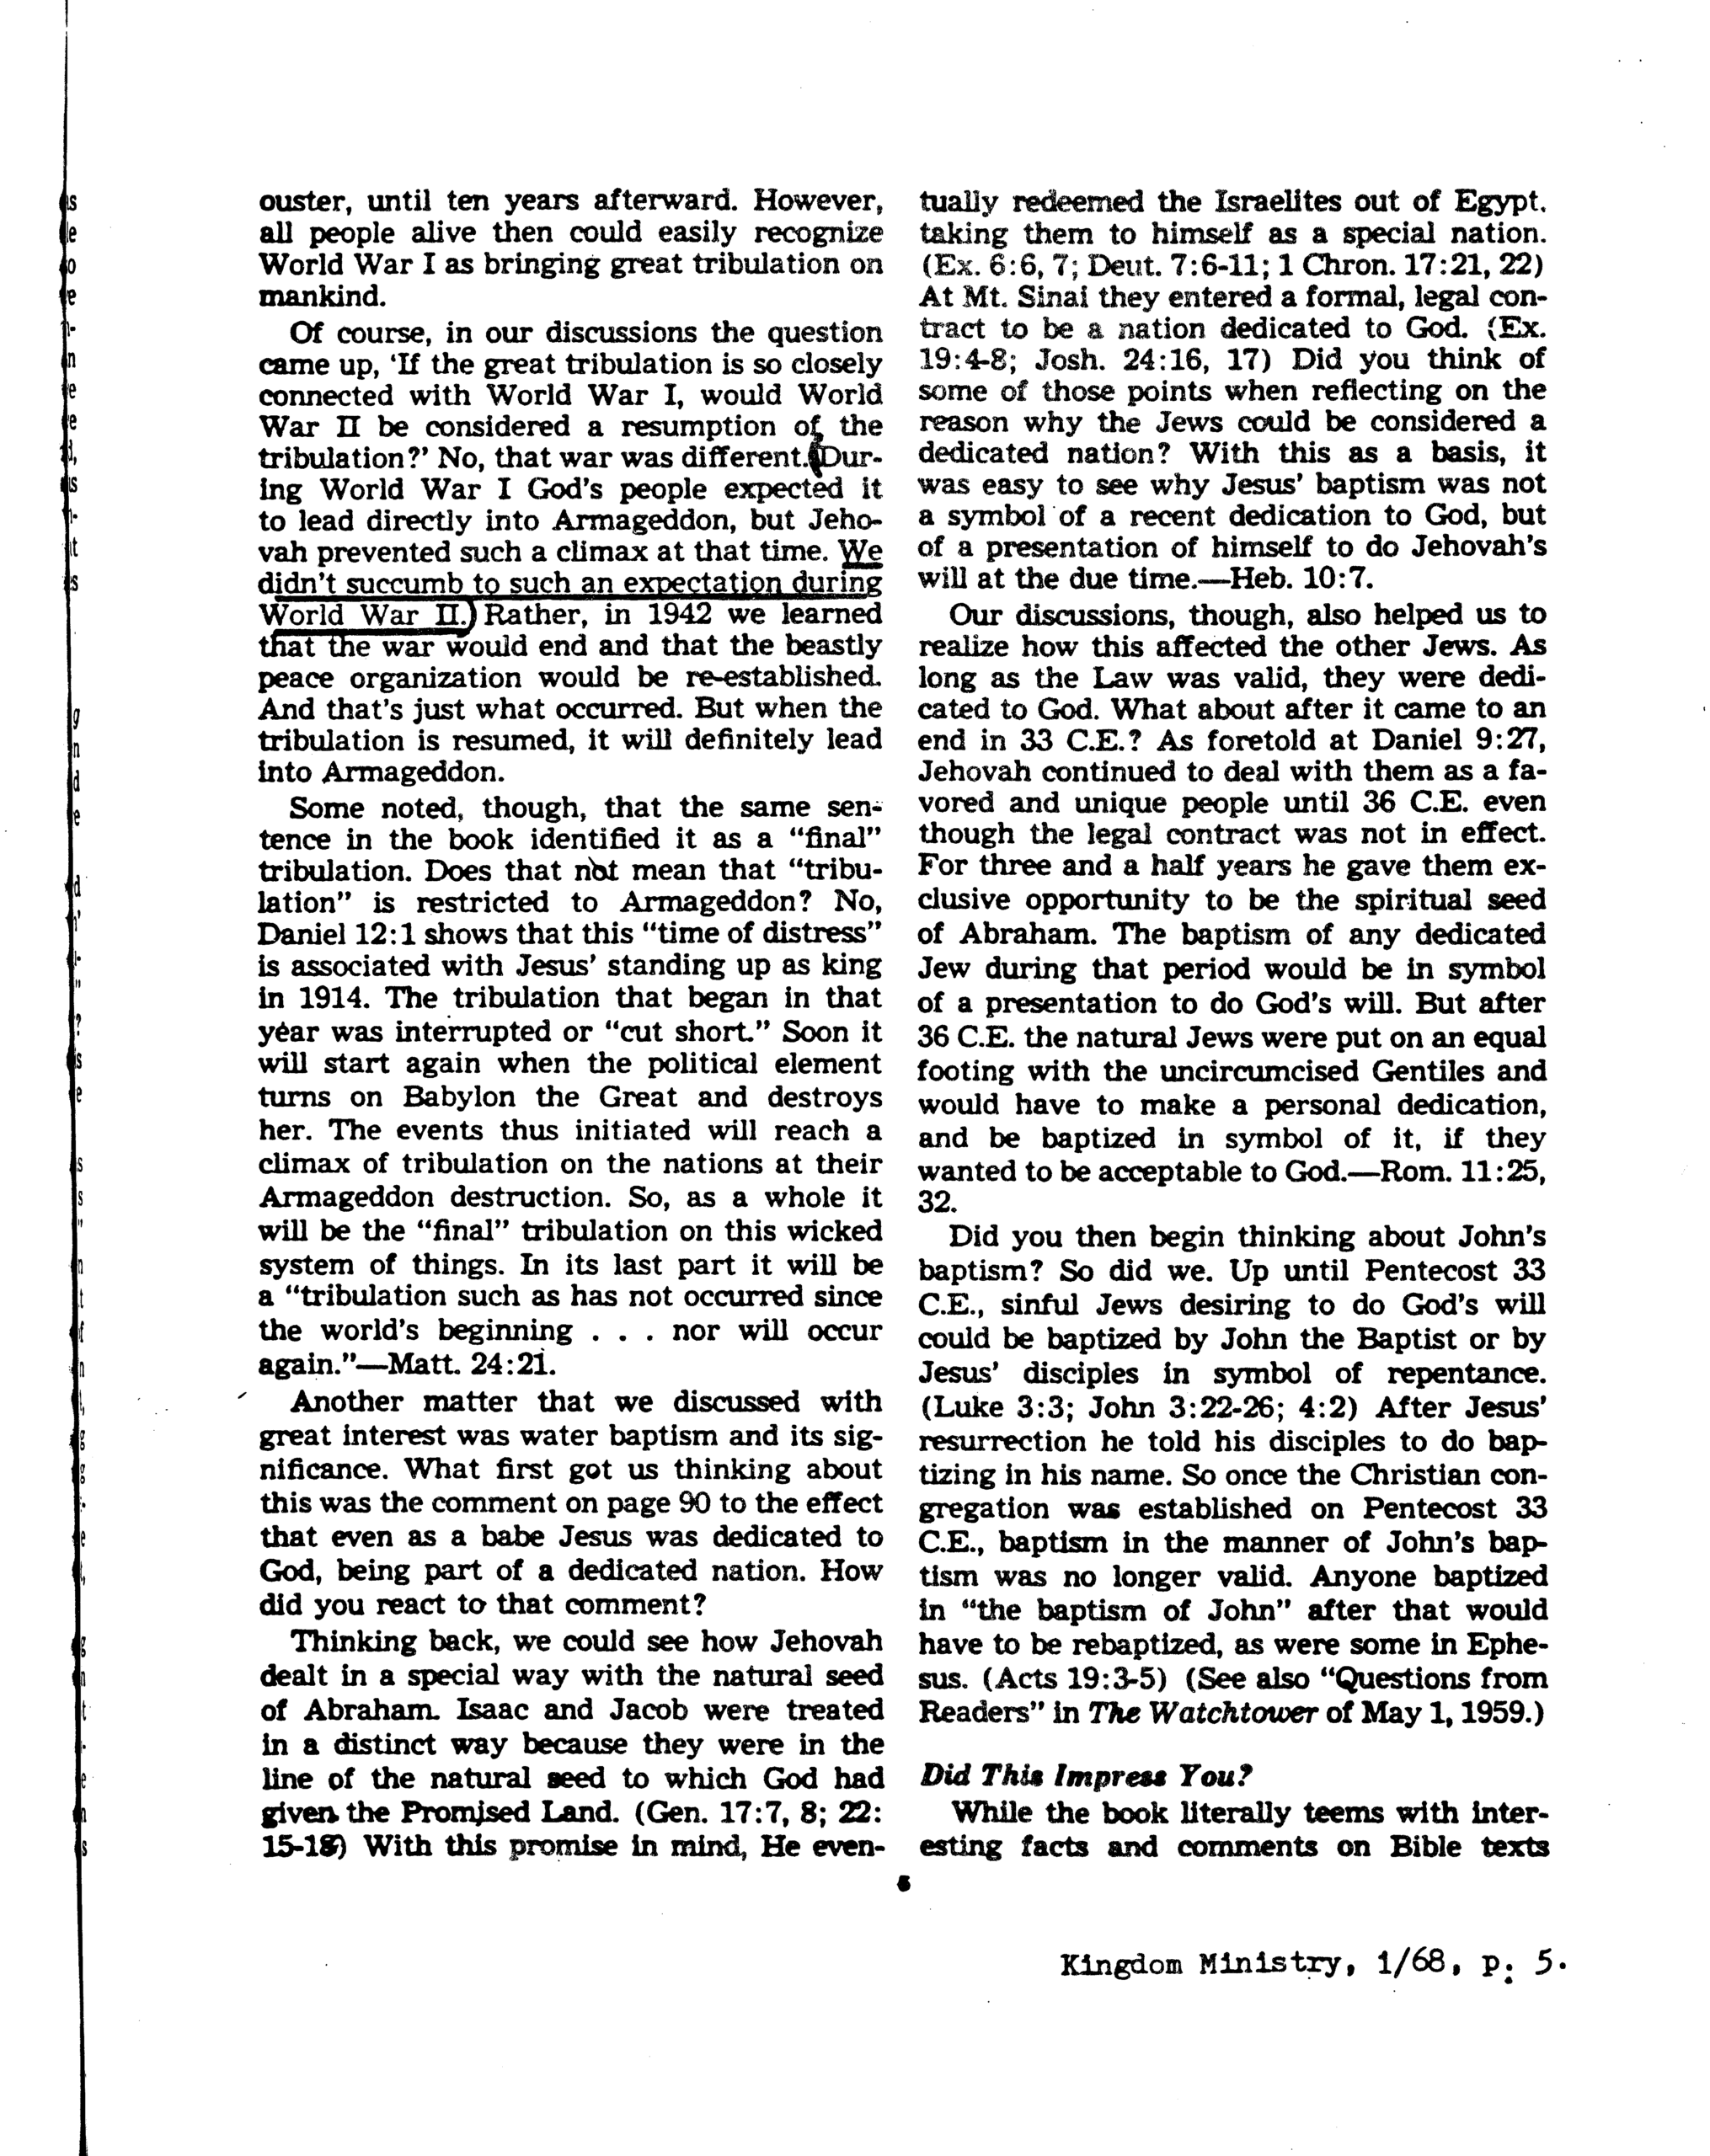 ouster, until ten years afterward. However,
all people alive then could easily recognize
World War I as bringing great tribulation on
mankind.
Of course, in our discussions the question
came up, 'If the great tribulation is so closely
connected with World War I, would World
War II be considered a resumption of the
tribulation?' No, that war was different. (Dur-
ing World War I God's people expected it
to lead directly into Armageddon, but Jeho-
vah prevented such a climax at that time. We
didn't succumb to such an expectation during
World War II.) Rather, in 1942 we learned
that the war would end and that the beastly
peace organization would be re-established.
And that's just what occurred. But when the
tribulation is resumed, it will definitely lead
into Armageddon.
Some noted, though, that the same sen-
tence in the book identified it as a "final"
tribulation. Does that not mean that "tribu-
lation" is restricted to Armageddon? No,
Daniel 12:1 shows that this "time of distress"
is associated with Jesus' standing up as king
in 1914. The tribulation that began in that
year was interrupted or "cut short." Soon it
will start again when the political element
turns on Babylon the Great and destroys
her. The events thus initiated will reach a
climax of tribulation on the nations at their
Armageddon destruction. So, as a whole it
will be the "final" tribulation on this wicked
system of things. In its last part it will be
a "tribulation such as has not occurred since
the world's beginning . . . nor will occur
again."—Matt. 24:21.
Another matter that we discussed with
great interest was water baptism and its sig-
nificance. What first got us thinking about
this was the comment on page 90 to the effect
that even as a babe Jesus was dedicated to
God, being part of a dedicated nation. How
did you react to that comment?
Thinking back, we could see how Jehovah
dealt in a special way with the natural seed
of Abraham. Isaac and Jacob were treated
in a distinct way because they were in the
line of the natural seed to which God had
given the Promised Land. (Gen. 17:7, 8; 22:
15-18) With this promise in mind, He even-
tually redeemed the Israelites out of Egypt,
taking them to himself as a special nation.
(Ex. 6:6, 7; Deut. 7:6-11; 1 Chron. 17:21, 22)
At Mt. Sinai they entered a formal, legal con-
tract to be a nation dedicated to God. (Ex.
19:4-8; Josh. 24:16, 17) Did you think of
some of those points when reflecting on the
reason why the Jews could be considered a
dedicated nation? With this as a basis, it
was easy to see why Jesus' baptism was not
a symbol of a recent dedication to God, but
of a presentation of himself to do Jehovah's
will at the due time.—Heb. 10:7.
Our discussions, though, also helped us to
realize how this affected the other Jews. As
long as the Law was valid, they were dedi-
cated to God. What about after it came to an
end in 33 C.E.? As foretold at Daniel 9:27,
Jehovah continued to deal with them as a fa-
vored and unique people until 36 C.E. even
though the legal contract was not in effect.
For three and a half years he gave them ex-
clusive opportunity to be the spiritual seed
of Abraham. The baptism of any dedicated
Jew during that period would be in symbol
of a presentation to do God's will. But after
36 C.E. the natural Jews were put on an equal
footing with the uncircumcised Gentiles and
would have to make a personal dedication,
and be baptized in symbol of it, if they
wanted to be acceptable to God.—Rom. 11:25,
32.
Did you then begin thinking about John's
baptism? So did we. Up until Pentecost 33
C.E., sinful Jews desiring to do God's will
could be baptized by John the Baptist or by
Jesus' disciples in symbol of repentance.
(Luke 3:3; John 3:22-26; 4:2) After Jesus'
resurrection he told his disciples to do bap-
tizing in his name. So once the Christian con-
gregation was established on Pentecost 33
C.E., baptism in the manner of John's bap-
tism was no longer valid. Anyone baptized
in "the baptism of John" after that would
have to be rebaptized, as were some in Ephe-
sus. (Acts 19:3-5) (See also "Questions from
Readers" in The Watchtower of May 1, 1959.)
Did This Impress You?
While the book literally teems with inter-
esting facts and comments on Bible texts
Kingdom Ministry, 1/68, p. 5.